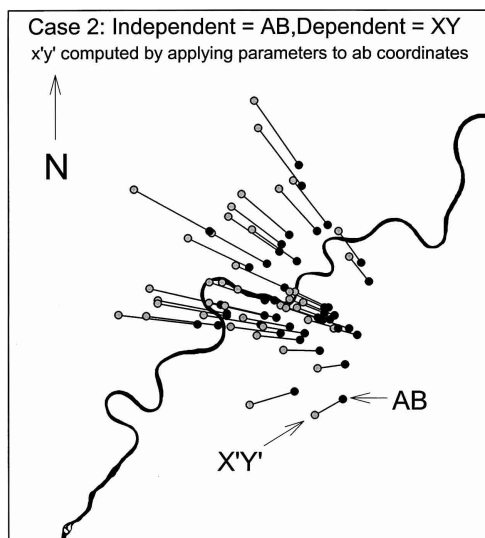 Case 2: Independent = AB,Dependent = XY
x'y' computed by applying parameters to ab coordinates
N
AB
X'Y'